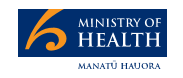 MINISTRY OF
HEALTH
MANATŪ HAUORA